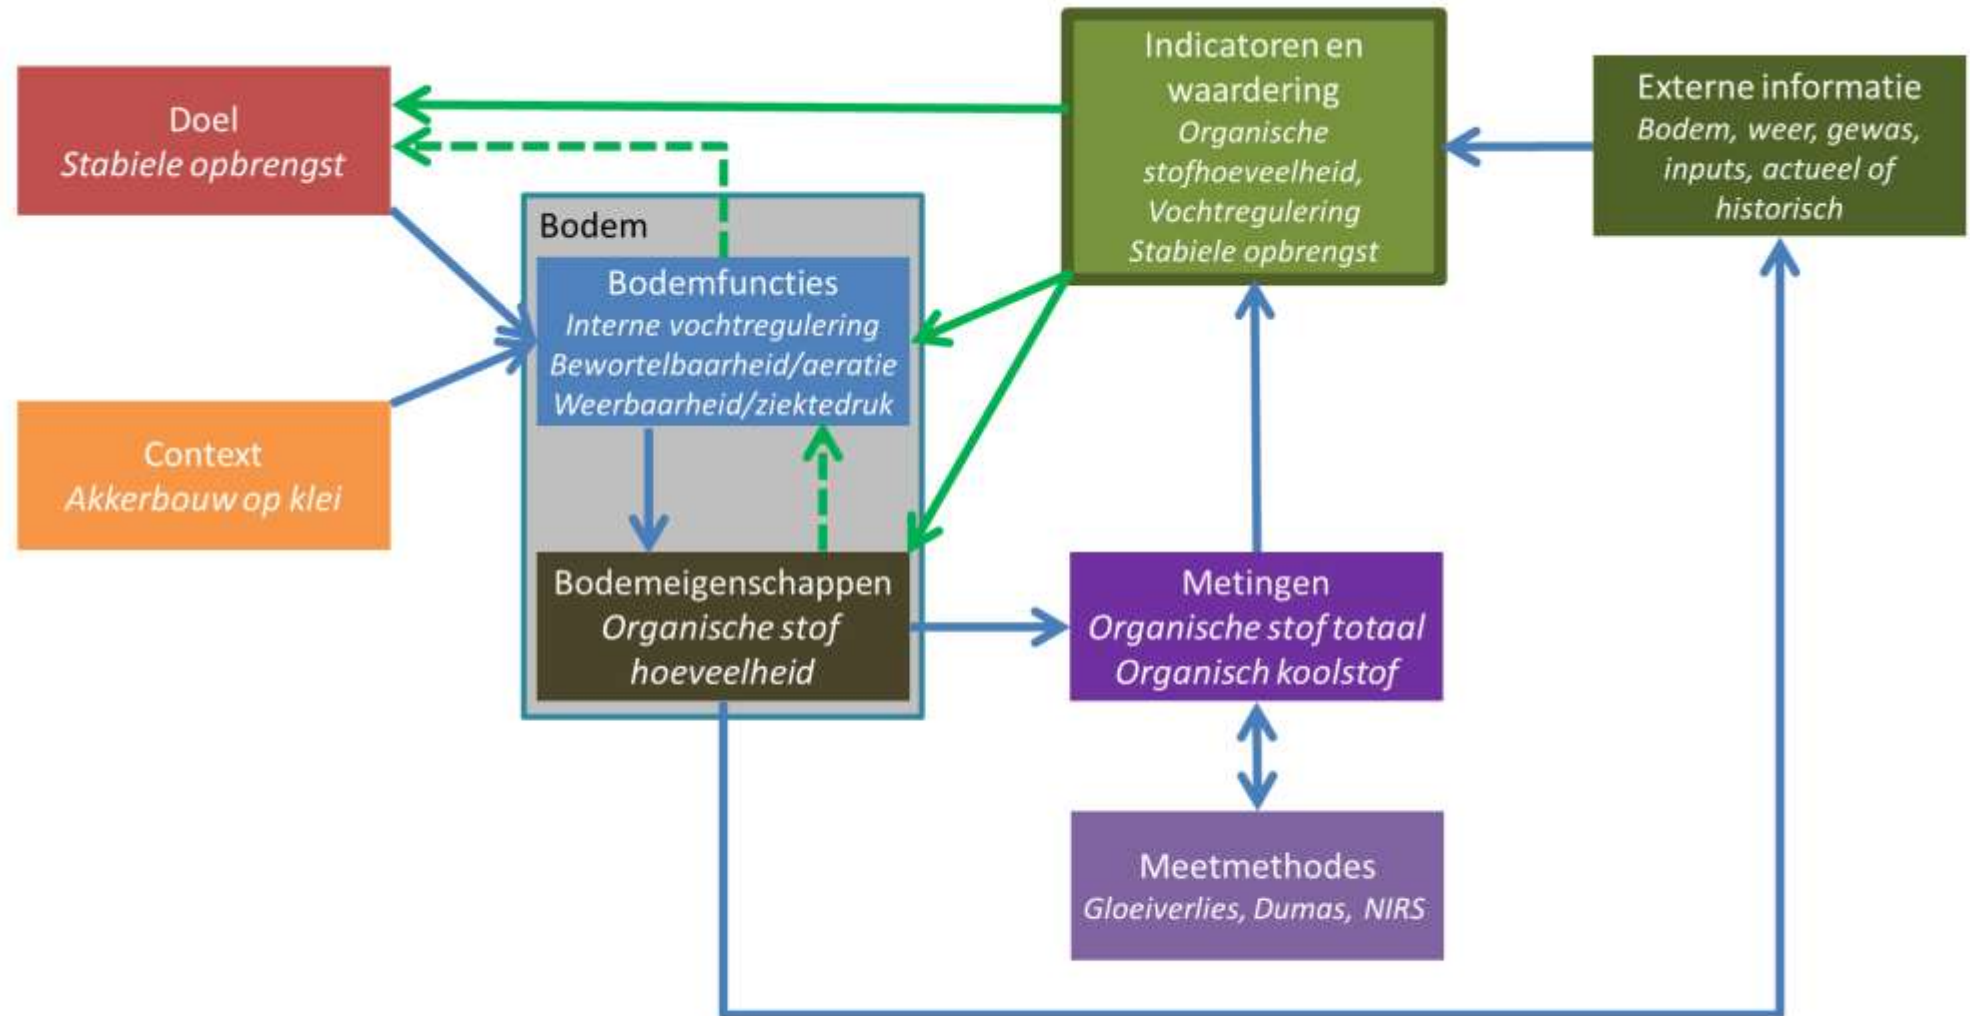 Doel
Stabiele opbrengst
Context
Akkerbouw op klei
Bodem
Bodemfuncties
Interne vochtregulering
Bewortelbaarheid/aeratie
Weerbaarheid/ziektedruk
Bodemeigenschappen
Organische stof
hoeveelheid
Indicatoren en
waardering
Organische
stofhoeveelheid,
Vochtregulering
Stabiele opbrengst
Externe informatie
Bodem, weer, gewas,
inputs, actueel of
historisch
Metingen
Organische stof totaal
Organisch koolstof
Meetmethodes
Gloeiverlies, Dumas, NIRS